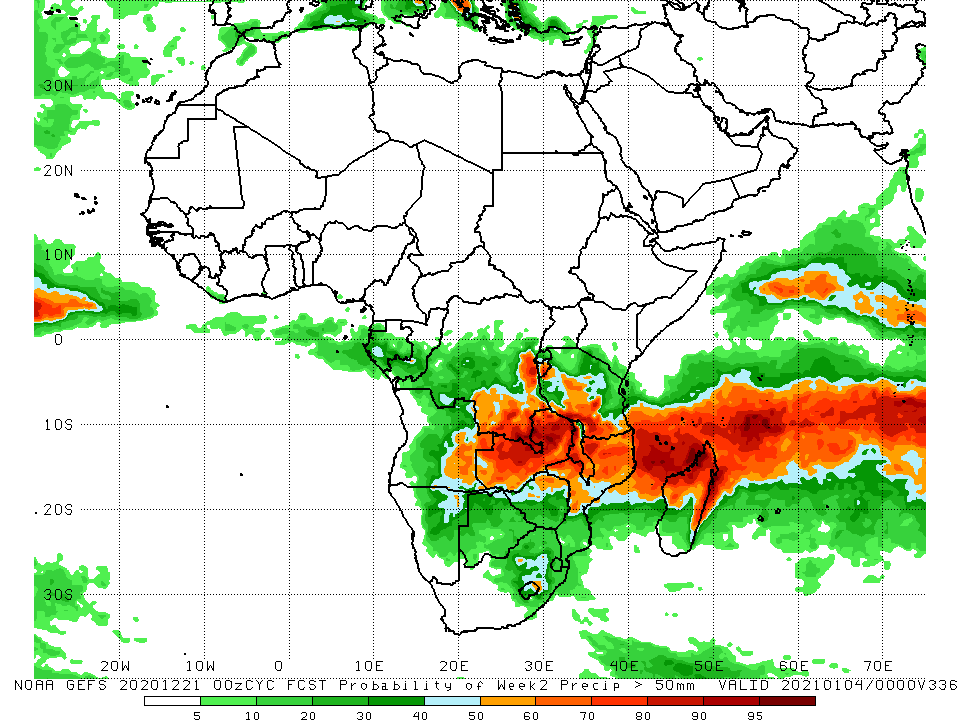 30N
20N
10N
0
10S
20S
30S
20W 10W 0 10E 20E 30E 40E 50E 60E 70E
NOAA GEFS 20201221 00zCYC FCST Probability of Week2 Precip > 50mm VALID 20210104/0000V336
5 10 20 30 40 50 60 70 80 90 95